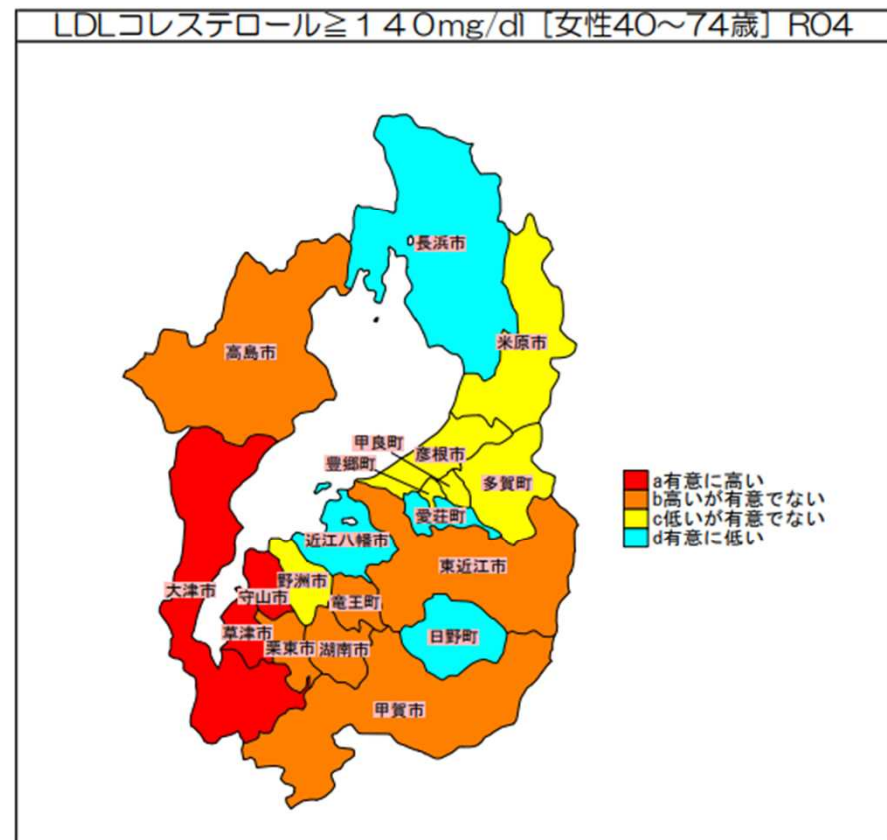 LDLコレステロール≧140mg/dl [女性40～74歳] R04
長浜市
米原市
高島市
甲良町
彦根市
豊郷町
多賀町
a有意に高い
b高いが有意でない
c低いが有意でない
d有意に低い
愛荘町
近江八幡市
東近江市
野洲市
大津市
守山市
竜王町
草津市
日野町
栗東市
湖南市
甲賀市